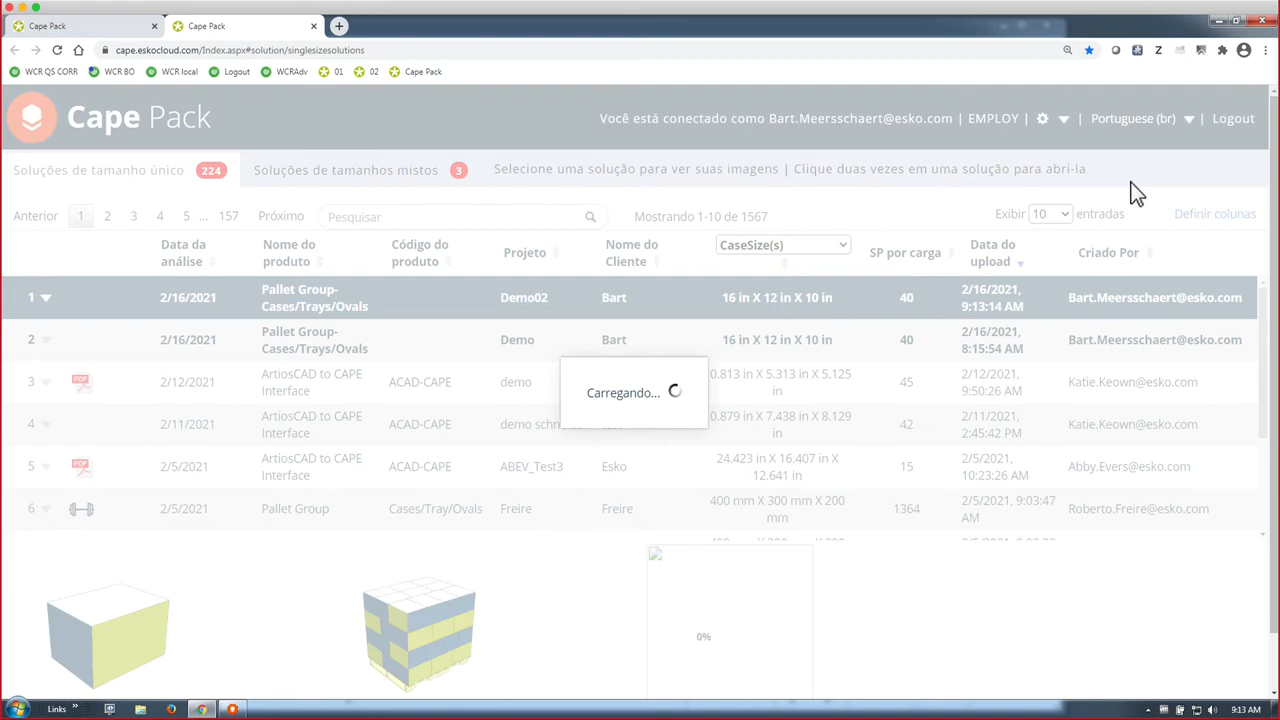 Cape Pack
Cape Pack
cape.eskocloud.com/Index.aspx#solution/singlesizesolutions
WCR QS CORR
WCR BO
WCR local
Logout
WCRAdv
01
02
Cape Pack
Cape Pack
Você está conectado como Bart.Meersschaert@esko.com | EMPLOY | | Portuguese (br) | Logout
Soluções de tamanho único 224
Soluções de tamanhos mistos 3
Selecione uma solução para ver suas imagens | Clique duas vezes em uma solução para abri-la
Anterior 1 2 3 4 5 ... 157 Próximo
Pesquisar
Mostrando 1-10 de 1567
Exibir 10 entradas
Definir colunas
Data da análise
Nome do produto
Código do produto
Projeto
Nome do Cliente
CaseSize(s)
SP por carga
Data do upload
Criado Por
1 2/16/2021 Pallet Group-Cases/Trays/Ovals Demo02 Bart 16 in X 12 in X 10 in 40 2/16/2021, 9:13:14 AM Bart.Meersschaert@esko.com
2 2/16/2021 Pallet Group-Cases/Trays/Ovals Demo Bart 16 in X 12 in X 10 in 40 2/16/2021, 8:15:54 AM Bart.Meersschaert@esko.com
3 PDF 2/12/2021 ArtiosCAD to CAPE Interface ACAD-CAPE demo 0.813 in X 5.313 in X 5.125 in 45 2/12/2021, 9:50:26 AM Katie.Keown@esko.com
4 2/11/2021 ArtiosCAD to CAPE Interface ACAD-CAPE demo 0.879 in X 7.438 in X 8.129 in 42 2/11/2021, 2:45:42 PM Katie.Keown@esko.com
5 PDF 2/5/2021 ArtiosCAD to CAPE Interface ACAD-CAPE ABEV_Test3 Esko 24.423 in X 16.407 in X 12.641 in 15 2/5/2021, 10:23:26 AM Abby.Evers@esko.com
6 2/5/2021 Pallet Group Cases/Tray/Ovals Freire Freire 400 mm X 300 mm X 200 mm 1364 2/5/2021, 9:03:47 AM Roberto.Freire@esko.com
Carregando...
0%
Links
9:13 AM